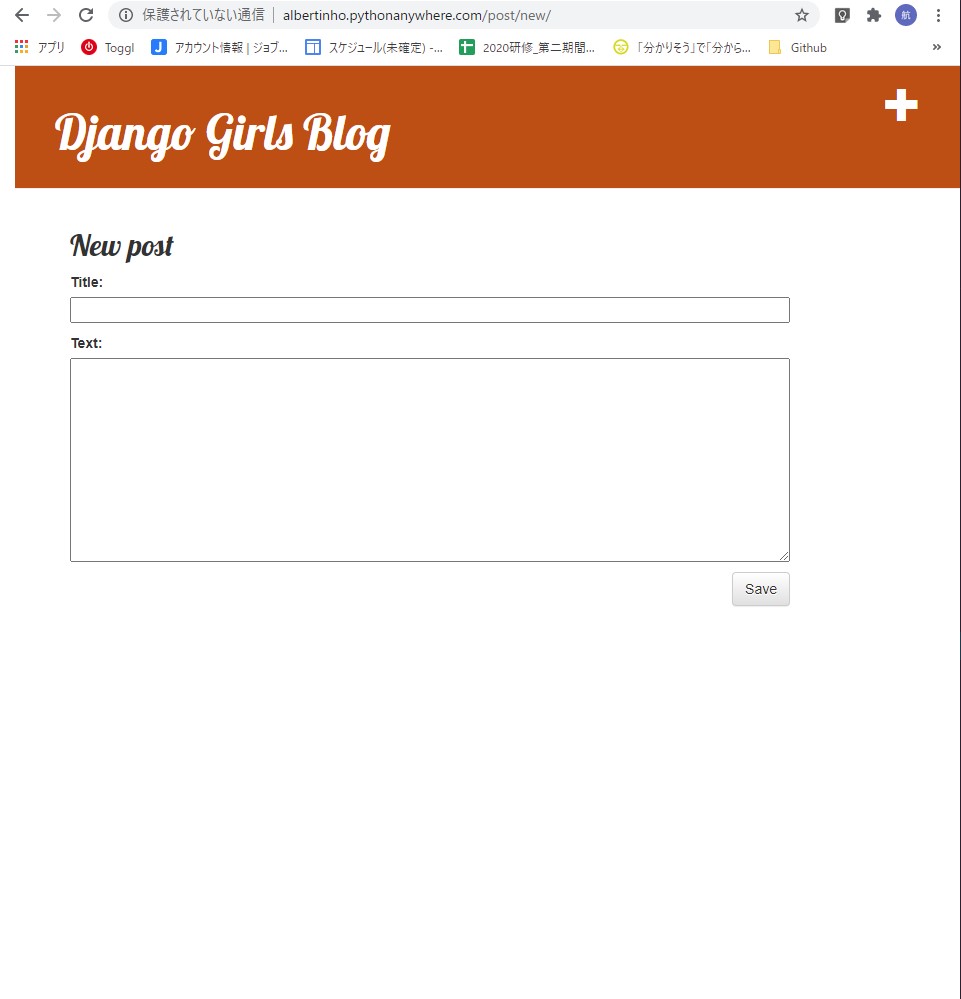 保護されていない通信 | albertinho.pythonanywhere.com/post/new/ 航
アプリ Toggl J アカウント情報 | ジョブ... スケジュール(未確定) -... 2020研修_第二期間... 「分かりそう」で「分から... Github »
Django Girls Blog
New post
Title:
Text:
Save